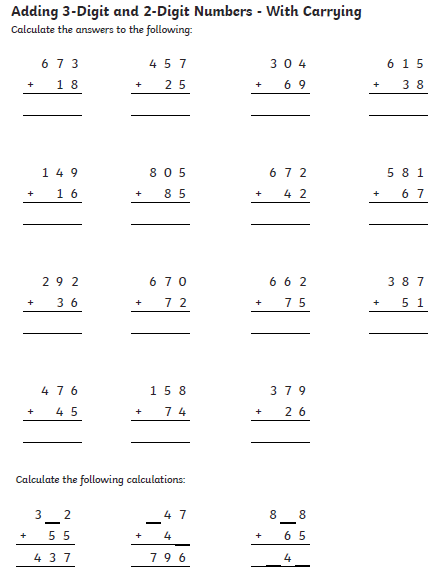 Adding 3-Digit and 2-Digit Numbers - With Carrying
Calculate the answers to the following:
6 7 3 4 5 7 3 0 4 6 1 5
+ 1 8 + 2 5 + 6 9 + 3 8
1 4 9 8 0 5 6 7 2 5 8 1
+ 1 6 + 8 5 + 4 2 + 6 7
2 9 2 6 7 0 6 6 2 3 8 7
+ 3 6 + 7 2 + 7 5 + 5 1
4 7 6 1 5 8 3 7 9
+ 4 5 + 7 4 + 2 6
Calculate the following calculations:
3 _ 2 _ 4 7 8 _ 8
+ 5 5 + 4 _ + 6 5
4 3 7 7 9 6 _ 4 _